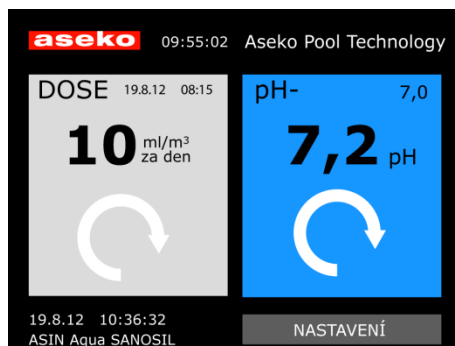 aseko 09:55:02 Aseko Pool Technology
DOSE 19.8.12 08:15
10 ml/m³ za den
pH- 7,0
7,2 pH
19.8.12 10:36:32
ASIN Aqua SANOSIL
NASTAVENÍ